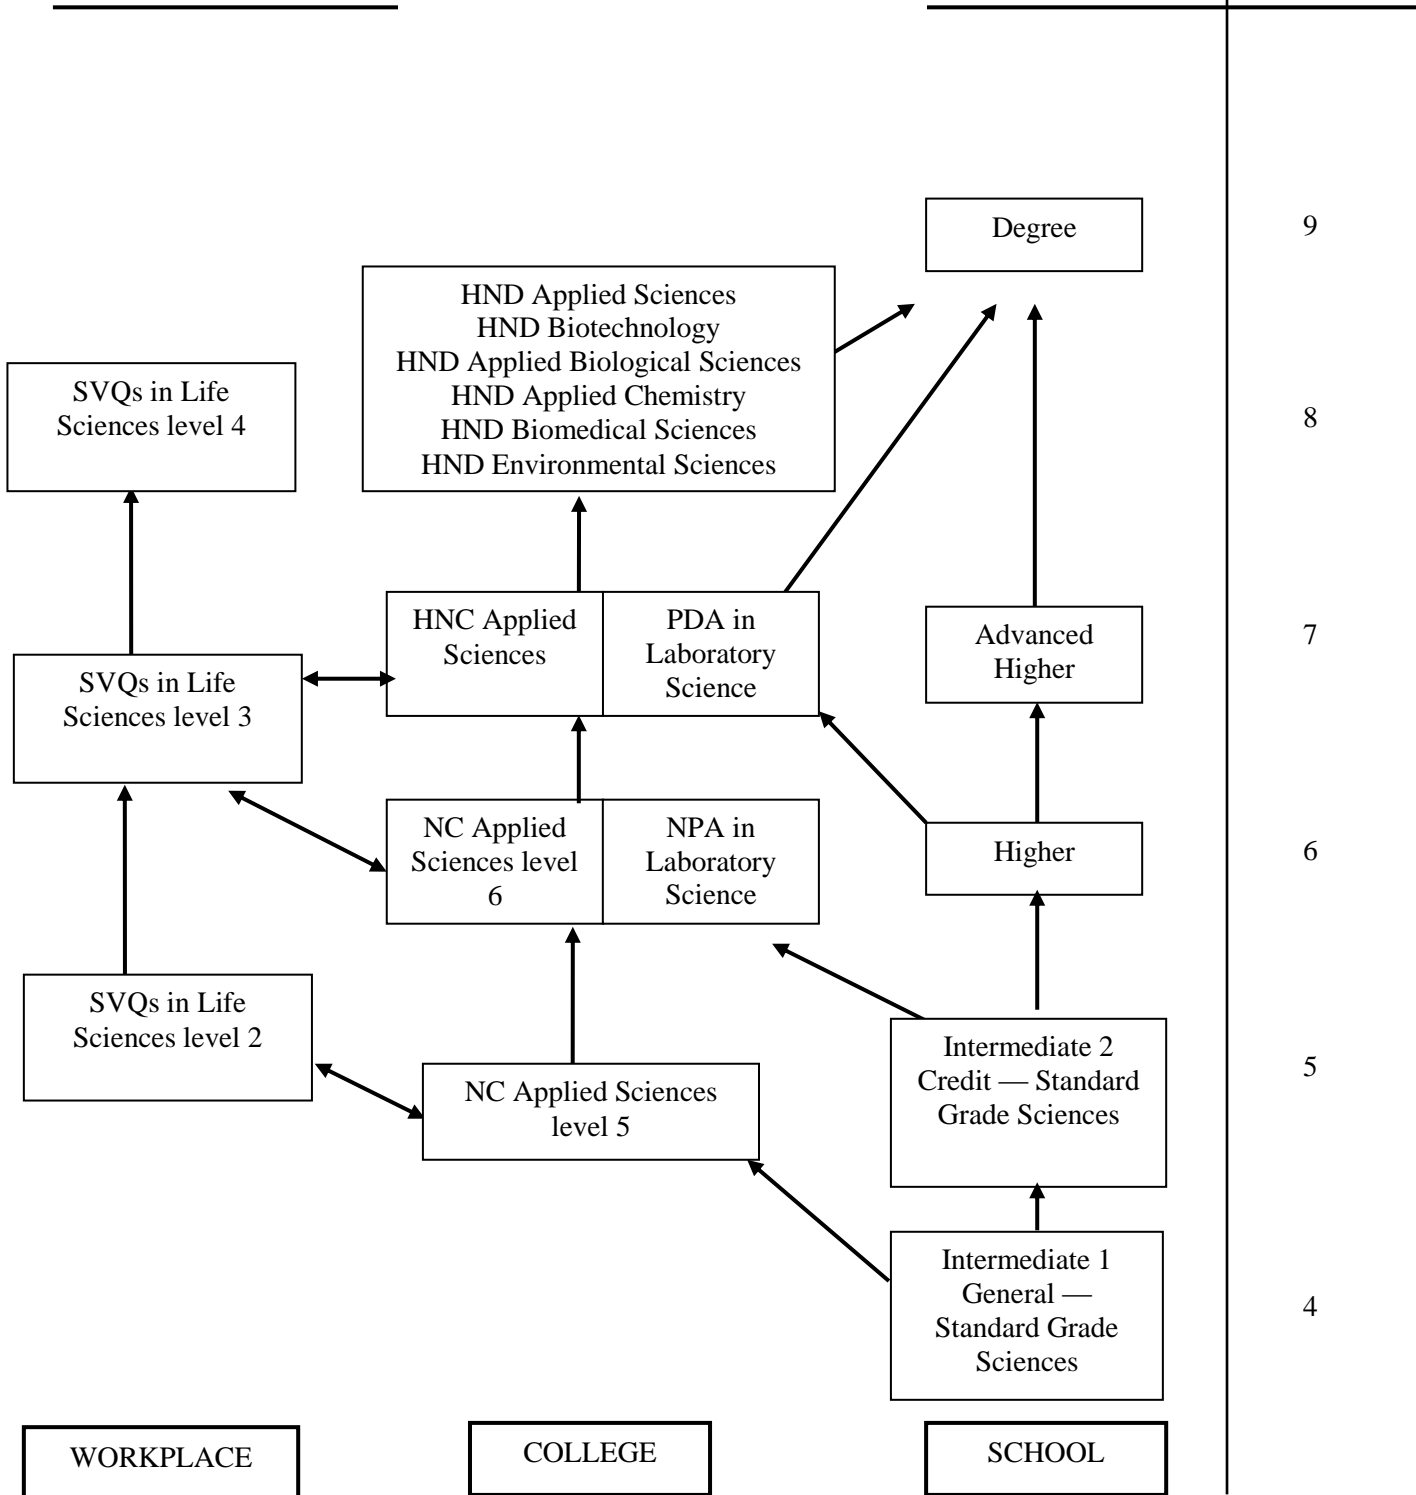 Degree
9
HND Applied Sciences
HND Biotechnology
HND Applied Biological Sciences
HND Applied Chemistry
HND Biomedical Sciences
HND Environmental Sciences
SVQs in Life
Sciences level 4
8
HNC Applied
Sciences
PDA in
Laboratory
Science
Advanced
Higher
7
SVQs in Life
Sciences level 3
NC Applied
Sciences level
6
NPA in
Laboratory
Science
Higher
6
SVQs in Life
Sciences level 2
NC Applied Sciences
level 5
Intermediate 2
Credit — Standard
Grade Sciences
5
Intermediate 1
General —
Standard Grade
Sciences
4
WORKPLACE
COLLEGE
SCHOOL